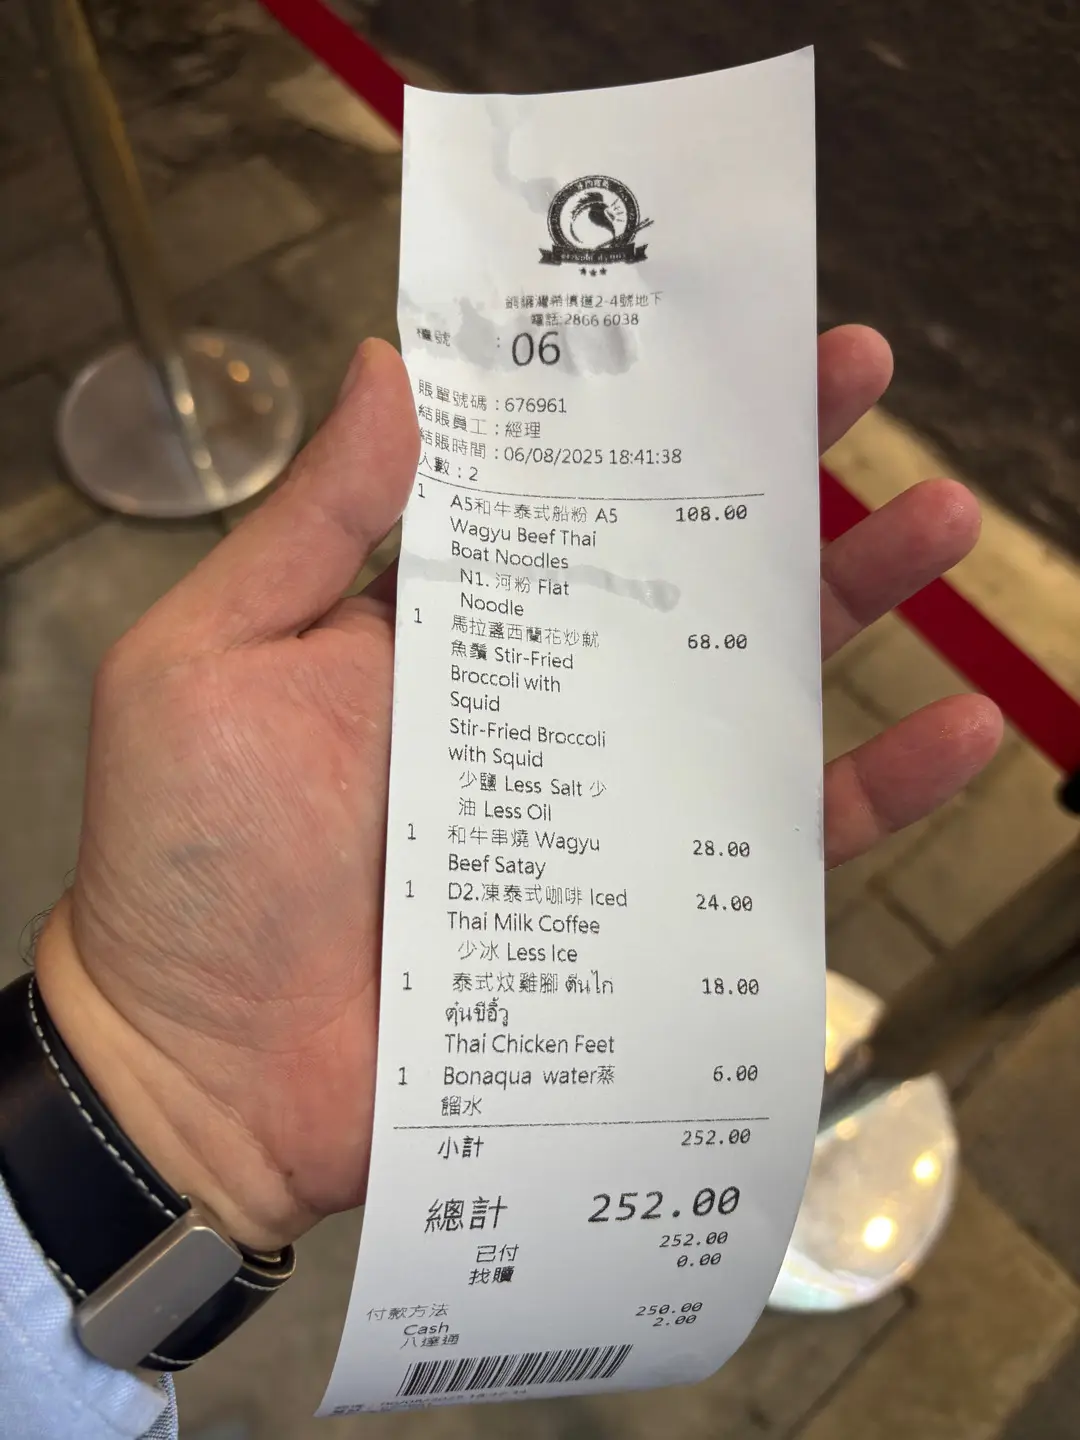 銅鑼灣希慎道2-4號地下
電話:2866 6038
檯號 : 06
賬單號碼 : 676961
結賬員工 : 經理
結賬時間 : 06/08/2025 18:41:38
人數 : 2
1 A5和牛泰式船粉 A5 108.00
Wagyu Beef Thai
Boat Noodles
N1. 河粉 Flat
Noodle
1 馬拉盞西蘭花炒魷 68.00
魚鬚 Stir-Fried
Broccoli with
Squid
Stir-Fried Broccoli
with Squid
少鹽 Less Salt 少
油 Less Oil
1 和牛串燒 Wagyu 28.00
Beef Satay
1 D2.凍泰式咖啡 Iced 24.00
Thai Milk Coffee
少冰 Less Ice
1 泰式炆雞腳 ตีนไก่ 18.00
ตุ๋นซีอิ้ว
Thai Chicken Feet
1 Bonaqua water蒸 6.00
餾水
小計 252.00
總計 252.00
已付 252.00
找贖 0.00
付款方法
Cash 250.00
八達通 2.00